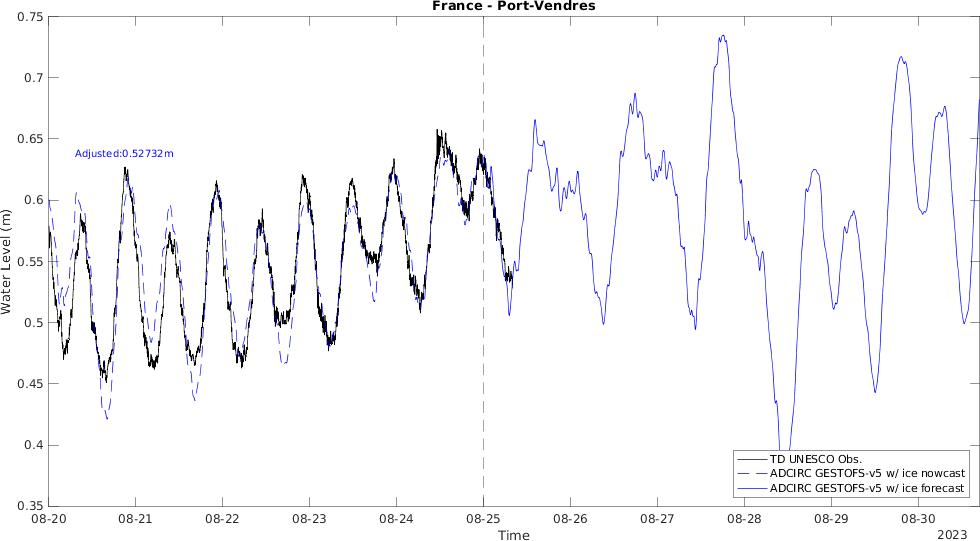 France - Port-Vendres
0.75
0.7
0.65
0.6
0.55
0.5
0.45
0.4
0.35
Water Level (m)
Adjusted:0.52732m
TD UNESCO Obs.
ADCIRC GESTOFS-v5 w/ ice nowcast
ADCIRC GESTOFS-v5 w/ ice forecast
08-20 08-21 08-22 08-23 08-24 08-25 08-26 08-27 08-28 08-29 08-30
Time
2023